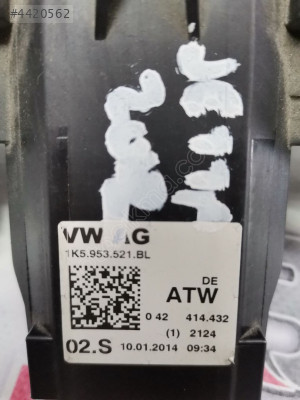 #4420562
VW AG
1K5.953.521.BL
DE
ATW
0 42 414.432
(1) 2124
02.S 10.01.2014 09:34